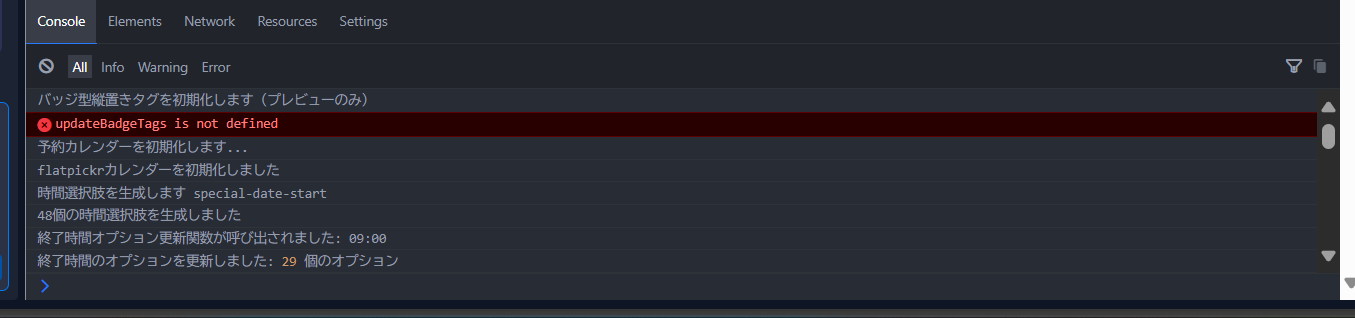 Console Elements Network Resources Settings
All Info Warning Error
バッジ型縦置きタグを初期化します（プレビューのみ）
updateBadgeTags is not defined
予約カレンダーを初期化します...
flatpickrカレンダーを初期化しました
時間選択肢を生成します special-date-start
48個の時間選択肢を生成しました
終了時間オプション更新関数が呼び出されました: 09:00
終了時間のオプションを更新しました: 29 個のオプション